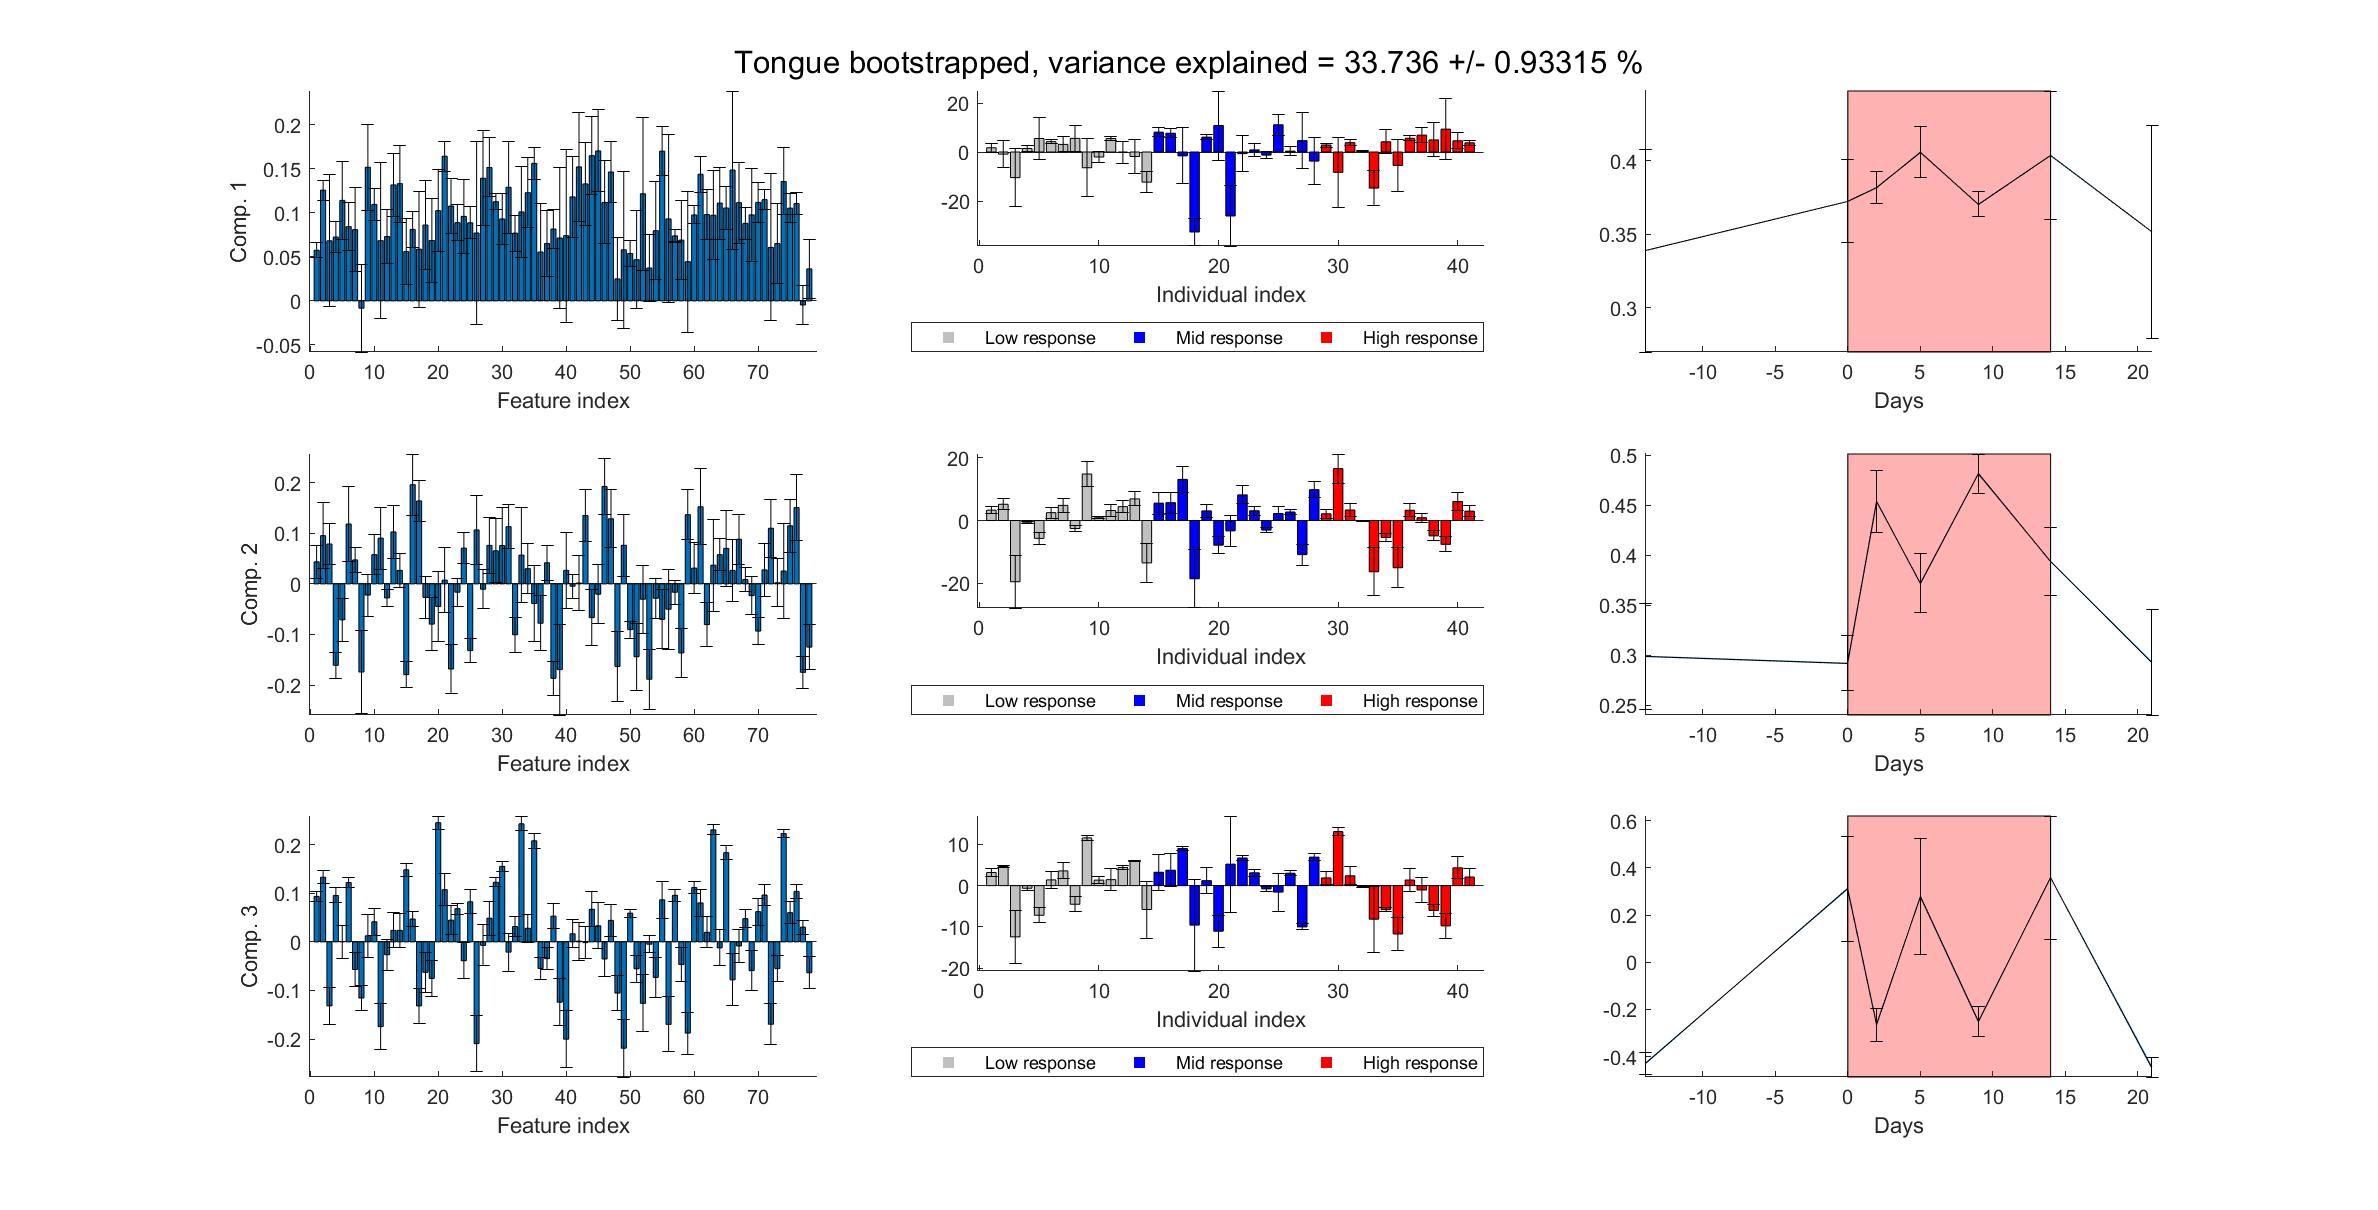 Tongue bootstrapped, variance explained = 33.736 +/- 0.93315 %
Comp. 1
0.2
0.15
0.1
0.05
0
-0.05
0 10 20 30 40 50 60 70
Feature index
20
0
-20
0 10 20 30 40
Individual index
Low response Mid response High response
0.4
0.35
0.3
-10 -5 0 5 10 15 20
Days
Comp. 2
0.2
0.1
0
-0.1
-0.2
0 10 20 30 40 50 60 70
Feature index
20
0
-20
0 10 20 30 40
Individual index
Low response Mid response High response
0.5
0.45
0.4
0.35
0.3
0.25
-10 -5 0 5 10 15 20
Days
Comp. 3
0.2
0.1
0
-0.1
-0.2
0 10 20 30 40 50 60 70
Feature index
10
0
-10
-20
0 10 20 30 40
Individual index
Low response Mid response High response
0.6
0.4
0.2
0
-0.2
-0.4
-10 -5 0 5 10 15 20
Days